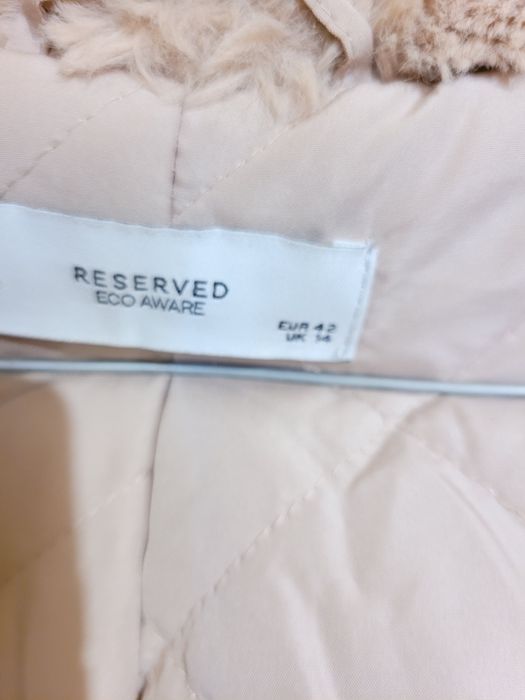 RESERVED
ECO AWARE
EUR 42
UK 14